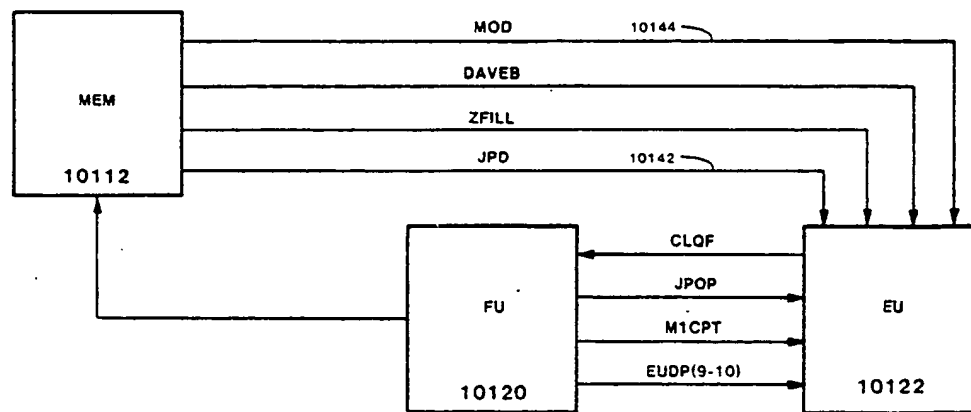 MOD
10144
DAVEB
MEM
ZFILL
JPD
10142
10112
CLQF
JPOP
FU
EU
M1CPT
EUDP(9-10)
10120
10122